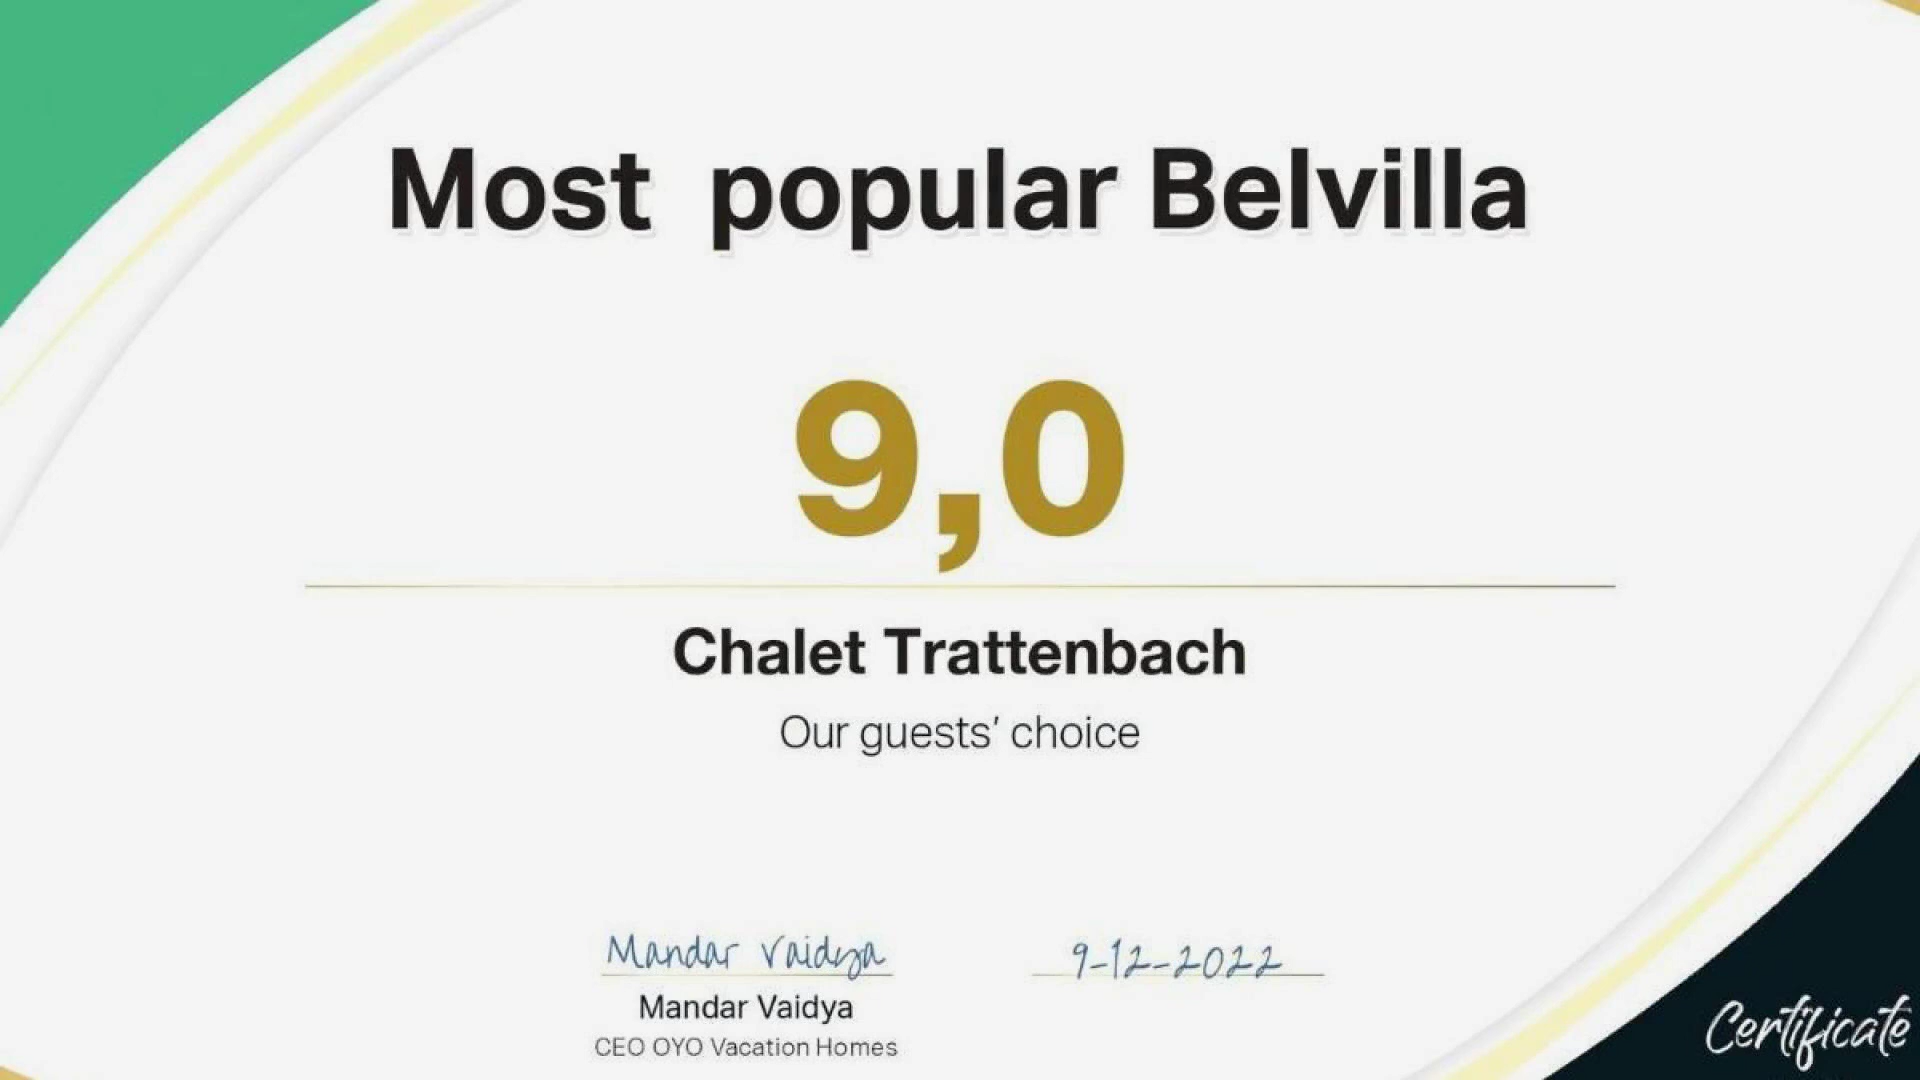 Most popular Belvilla
9,0
Chalet Trattenbach
Our guests’ choice
Mandar Vaidya
9-12-2022
Mandar Vaidya
CEO OYO Vacation Homes
Certificate